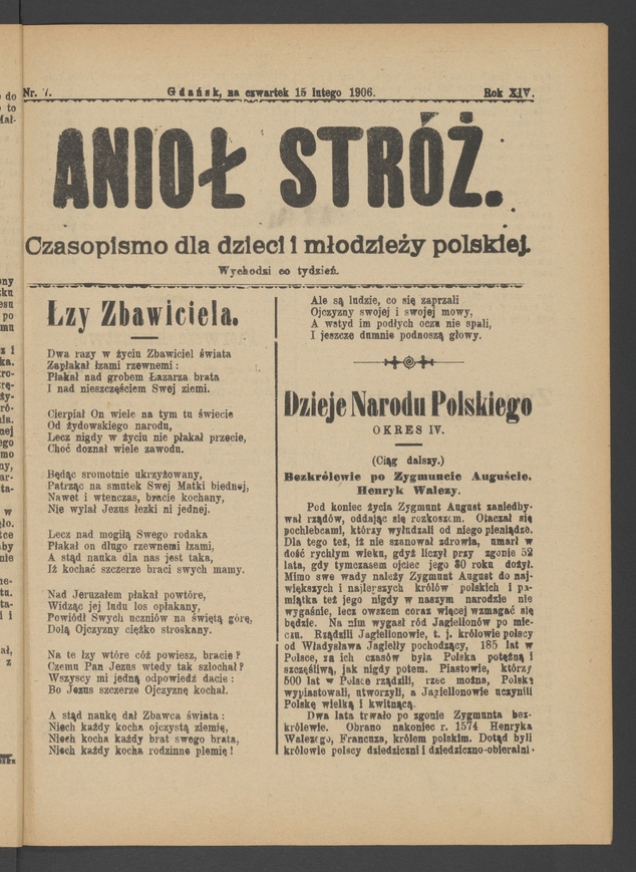 Nr. 7. Gdańsk, na czwartek 15 lutego 1906. Rok XIV.
ANIOŁ STRÓŻ.
Czasopismo dla dzieci i młodzieży polskiej.
Wychodzi co tydzień.
Łzy Zbawiciela.
Dwa razy w życiu Zbawiciel świata
Zapłakał łzami rzewnemi:
Płakał nad grobem Łazarza brata
I nad nieszczęściem Swej ziemi.
Cierpiał On wiele na tym tu świecie
Od żydowskiego narodu,
Lecz nigdy w życiu nie płakał przecie,
Choć doznał wiele zawodu.
Będąc sromotnie ukrzyżowany,
Patrząc na smutek Swej Matki biednej,
Nawet i wtenczas, bracie kochany,
Nie wylał Jezus łezki ni jednej.
Lecz nad mogiłą Swego rodaka
Płakał on długo rzewnemi łzami,
A stąd nauka dla nas jest taka,
Iż kochać szczerze braci swych mamy.
Nad Jeruzałem płakał powtóre,
Widząc jej ludu los opłakany,
Powiódł Swych uczniów na świętą górę,
Dolą Ojczyzny ciężko stroskany.
Na te łzy wtóre cóż powiesz, bracie?
Czemu Pan Jezus wtedy tak szlochał?
Wszyscy mi jedną odpowiedź dacie:
Bo Jezus szczerze Ojczyznę kochał.
A stąd naukę dał Zbawca świata:
Niech każdy kocha ojczystą ziemię,
Niech każdy kocha brat swego brata,
Niech każdy kocha rodzinne plemię!
Ale są ludzie, co się zaprzali
Ojczyzny swojej i swojej mowy,
A wstyd im podłych ocza nie spali,
I jeszcze dumnie podnoszą głowy.
Dzieje Narodu Polskiego
OKRES IV.
(Ciąg dalszy.)
Bezkrólewie po Zygmuncie Auguście.
Henryk Walezy.
Pod koniec życia Zygmunt August zaniedby-
wał rządów, oddając się rozkoszom. Otaczał się
pochlebcami, którzy wyłudzali od niego pieniądze.
Dla tego też, iż nie szanował zdrowia, umarł w
dość rychłym wieku, gdyż liczył przy zgonie 52
lata, gdy tymczasem ojciec jego 80 roku dożył.
Mimo swe wady należy Zygmunt August do naj-
większych i najlepszych królów polskich i pa-
miątka też jego nigdy w naszym narodzie nie
wygaśnie, lecz owszem coraz więcej wzmagać się
będzie. Na nim wygasł ród Jagiellonów po mie-
czu. Rządzili Jagiellonowie, t. j. królowie polscy
od Władysława Jagiełły pochodzący, 185 lat w
Polsce, za ich czasów była Polska potężną i
szczęśliwą, jak nigdy potem. Piastowie, którzy
500 lat w Polsce rządzili, rzec można, Polskę
wypiastowali, utworzyli, a Jagiellonowie uczynili
Polskę wielką i kwitnącą.
Dwa lata trwało po zgonie Zygmunta bez-
królewie. Obrano nakoniec r. 1574 Henryka
Walezego, Francuza, królem polskim. Dotąd byli
królowie polscy dziedziczni i dziedziczno-obieralni